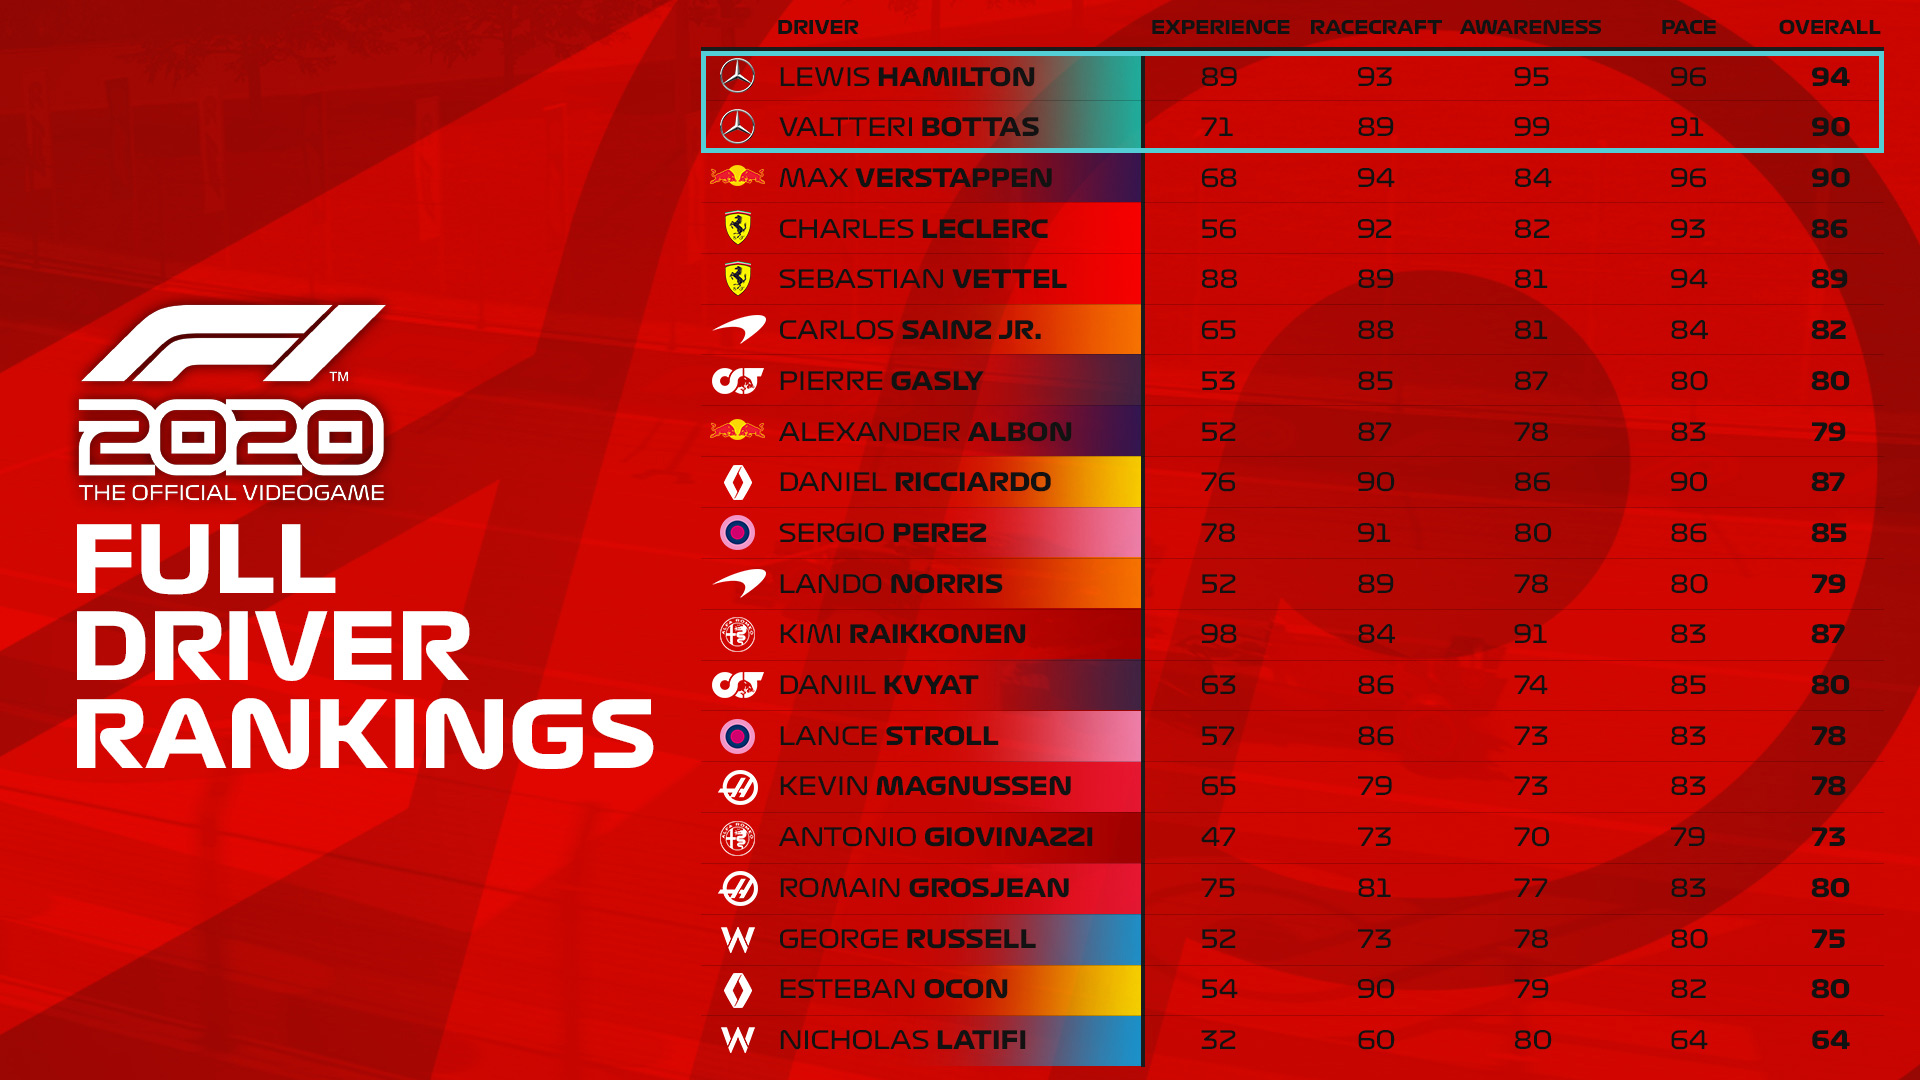 F1 TM
2020
THE OFFICIAL VIDEOGAME
FULL
DRIVER
RANKINGS
DRIVER EXPERIENCE RACECRAFT AWARENESS PACE OVERALL
LEWIS HAMILTON 89 93 95 96 94
VALTTERI BOTTAS 71 89 99 91 90
MAX VERSTAPPEN 68 94 84 96 90
CHARLES LECLERC 56 92 82 93 86
SEBASTIAN VETTEL 88 89 81 94 89
CARLOS SAINZ JR. 65 88 81 84 82
PIERRE GASLY 53 85 87 80 80
ALEXANDER ALBON 52 87 78 83 79
DANIEL RICCIARDO 76 90 86 90 87
SERGIO PEREZ 78 91 80 86 85
LANDO NORRIS 52 89 78 80 79
KIMI RAIKKONEN 98 84 91 83 87
DANIIL KVYAT 63 86 74 85 80
LANCE STROLL 57 86 73 83 78
KEVIN MAGNUSSEN 65 79 73 83 78
ANTONIO GIOVINAZZI 47 73 70 79 73
ROMAIN GROSJEAN 75 81 77 83 80
GEORGE RUSSELL 52 73 78 80 75
ESTEBAN OCON 54 90 79 82 80
NICHOLAS LATIFI 32 60 80 64 64